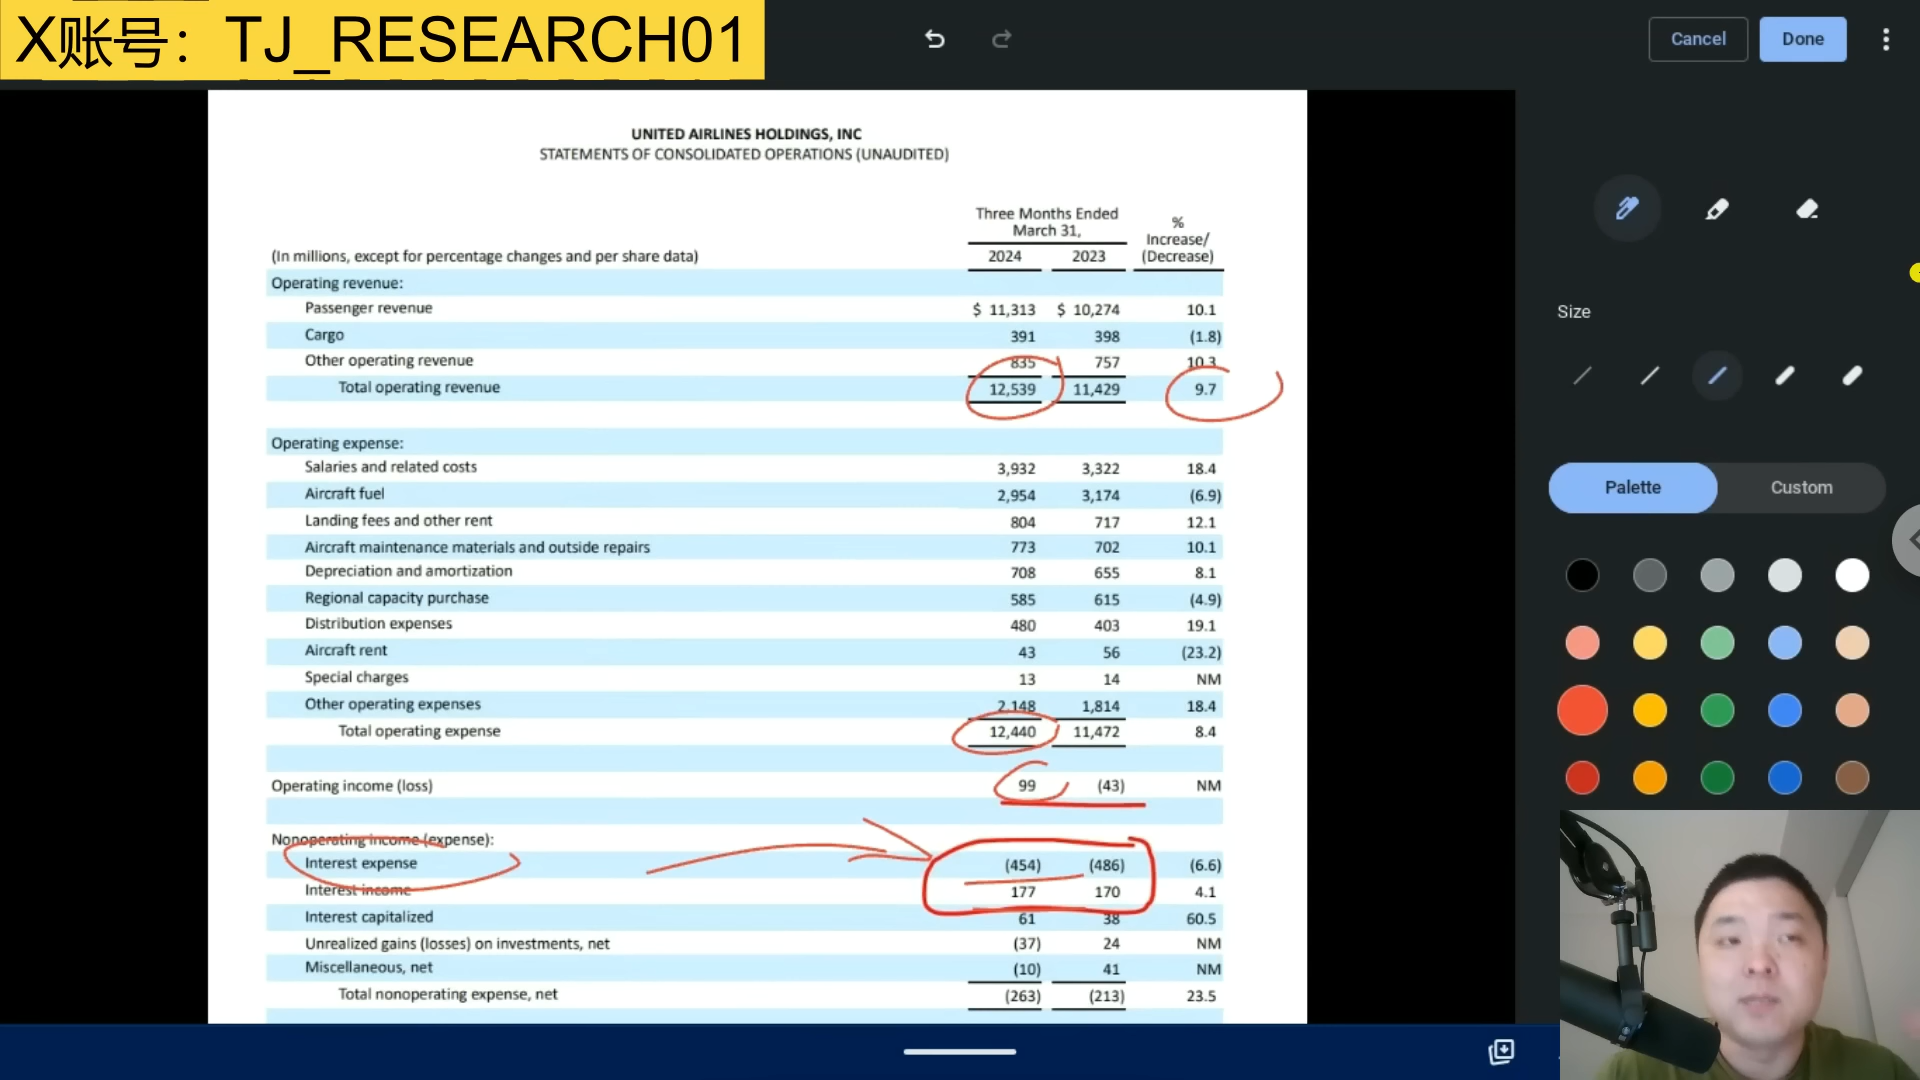 X账号：TJ_RESEARCH01
Cancel
Done
UNITED AIRLINES HOLDINGS, INC
STATEMENTS OF CONSOLIDATED OPERATIONS (UNAUDITED)
Three Months Ended March 31,
% Increase/ (Decrease)
(In millions, except for percentage changes and per share data) 2024 2023
Operating revenue:
Passenger revenue $ 11,313 $ 10,274 10.1
Cargo 391 398 (1.8)
Other operating revenue 835 757 10.3
Total operating revenue 12,539 11,429 9.7
Operating expense:
Salaries and related costs 3,932 3,322 18.4
Aircraft fuel 2,954 3,174 (6.9)
Landing fees and other rent 804 717 12.1
Aircraft maintenance materials and outside repairs 773 702 10.1
Depreciation and amortization 708 655 8.1
Regional capacity purchase 585 615 (4.9)
Distribution expenses 480 403 19.1
Aircraft rent 43 56 (23.2)
Special charges 13 14 NM
Other operating expenses 2,148 1,814 18.4
Total operating expense 12,440 11,472 8.4
Operating income (loss) 99 (43) NM
Nonoperating income (expense):
Interest expense (454) (486) (6.6)
Interest income 177 170 4.1
Interest capitalized 61 38 60.5
Unrealized gains (losses) on investments, net (37) 24 NM
Miscellaneous, net (10) 41 NM
Total nonoperating expense, net (263) (213) 23.5
Size
Palette
Custom